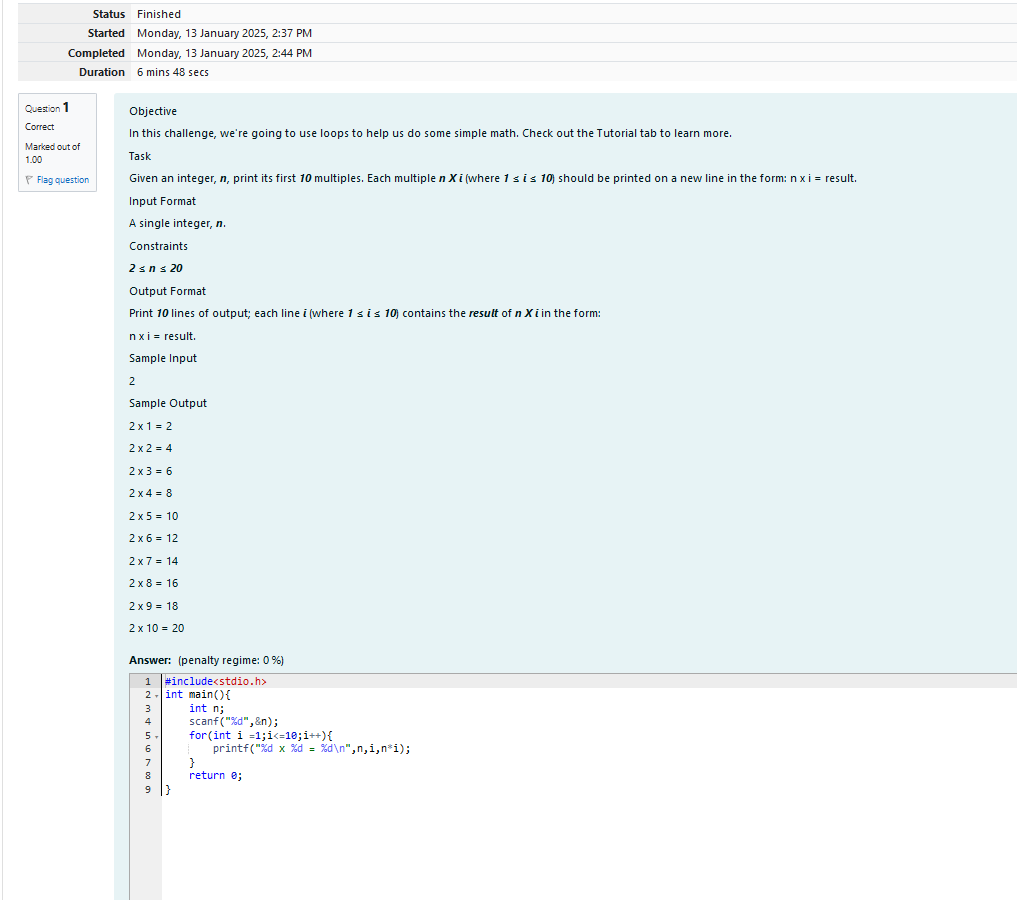 Status Finished
Started Monday, 13 January 2025, 2:37 PM
Completed Monday, 13 January 2025, 2:44 PM
Duration 6 mins 48 secs
Question 1
Correct
Marked out of
1.00
Flag question
Objective
In this challenge, we're going to use loops to help us do some simple math. Check out the Tutorial tab to learn more.
Task
Given an integer, n, print its first 10 multiples. Each multiple n X i (where 1 ≤ i ≤ 10) should be printed on a new line in the form: n x i = result.
Input Format
A single integer, n.
Constraints
2 ≤ n ≤ 20
Output Format
Print 10 lines of output; each line i (where 1 ≤ i ≤ 10) contains the result of n X i in the form:
n x i = result.
Sample Input
2
Sample Output
2 x 1 = 2
2 x 2 = 4
2 x 3 = 6
2 x 4 = 8
2 x 5 = 10
2 x 6 = 12
2 x 7 = 14
2 x 8 = 16
2 x 9 = 18
2 x 10 = 20
Answer: (penalty regime: 0 %)
1 #include<stdio.h>
2 int main(){
3     int n;
4     scanf("%d",&n);
5     for(int i =1;i<=10;i++){
6         printf("%d x %d = %d\n",n,i,n*i);
7     }
8     return 0;
9 }